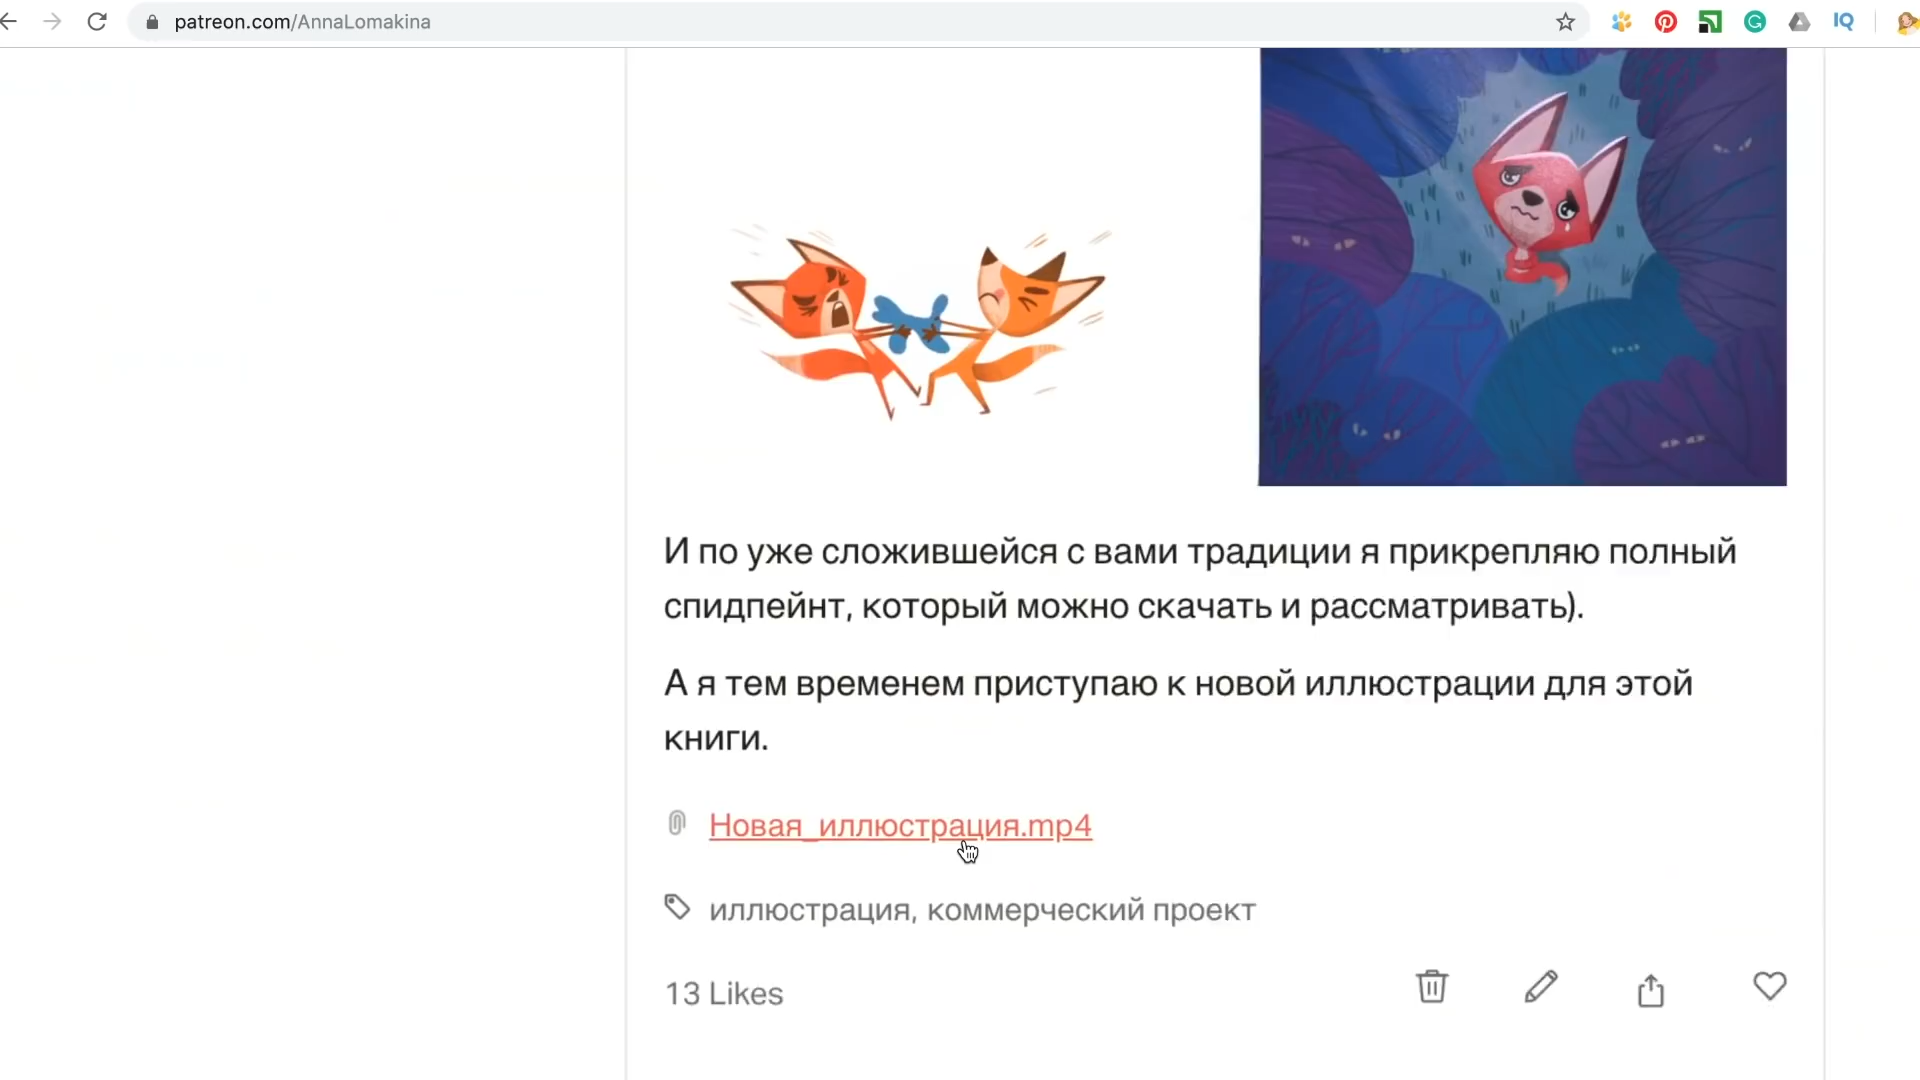 patreon.com/AnnaLomakina
IQ
И по уже сложившейся с вами традиции я прикрепляю полный
спидпейнт, который можно скачать и рассматривать).
А я тем временем приступаю к новой иллюстрации для этой
книги.
Новая_иллюстрация.mp4
иллюстрация, коммерческий проект
13 Likes